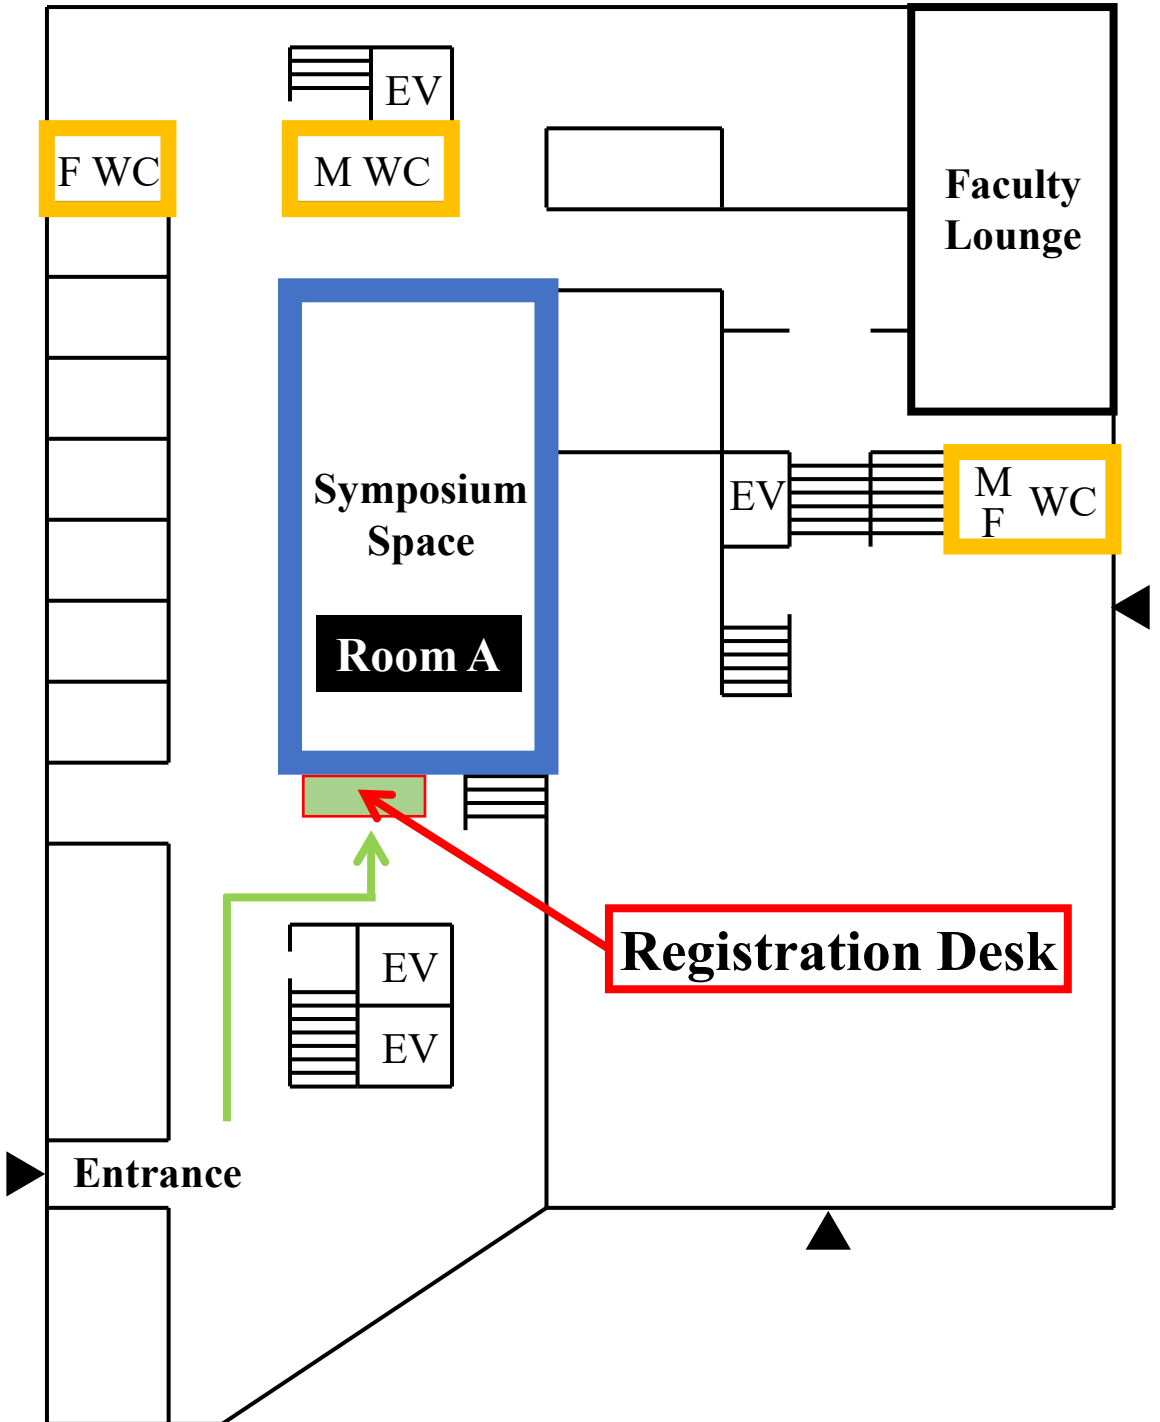 EV
F WC
M WC
Faculty
Lounge
Symposium
Space
EV
M
F
WC
Room A
Registration Desk
EV
EV
Entrance